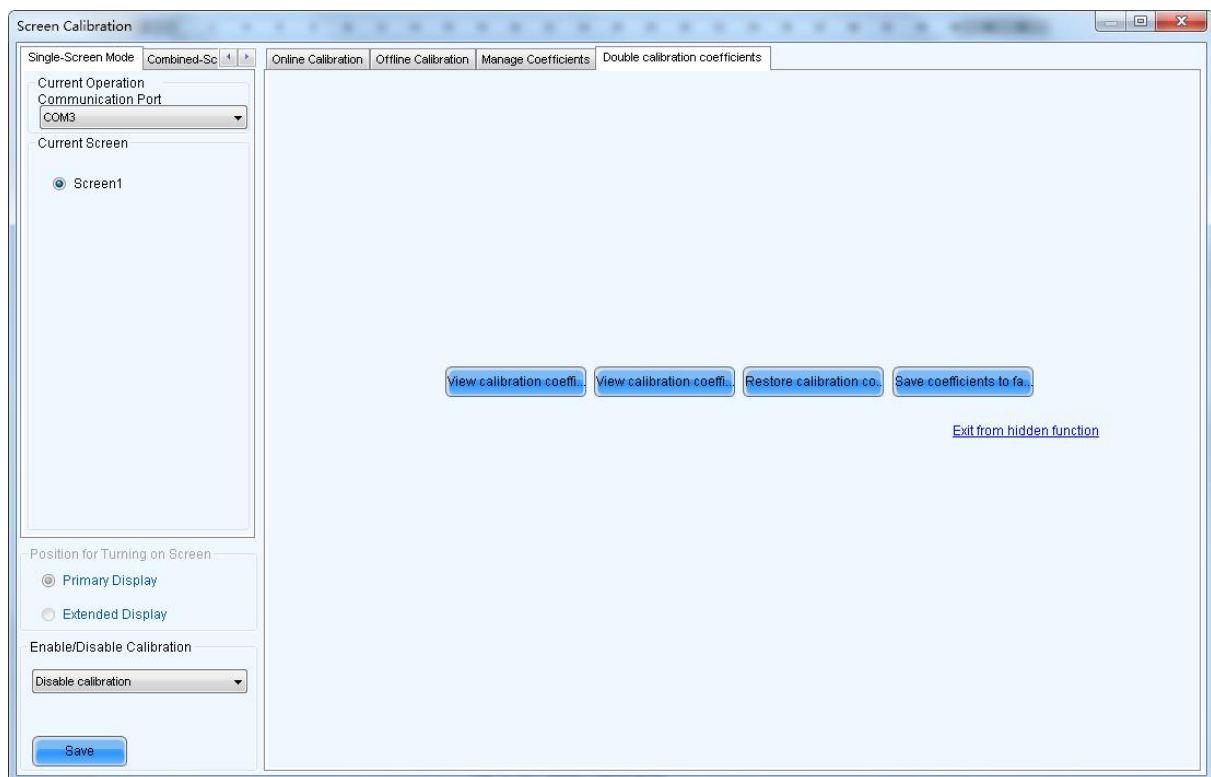 Screen Calibration
Single-Screen Mode
Combined-Sc
Online Calibration
Offline Calibration
Manage Coefficients
Double calibration coefficients
Current Operation
Communication Port
COM3
Current Screen
Screen1
View calibration coeffi...
View calibration coeffi...
Restore calibration co...
Save coefficients to fa...
Exit from hidden function
Position for Turning on Screen
Primary Display
Extended Display
Enable/Disable Calibration
Disable calibration
Save